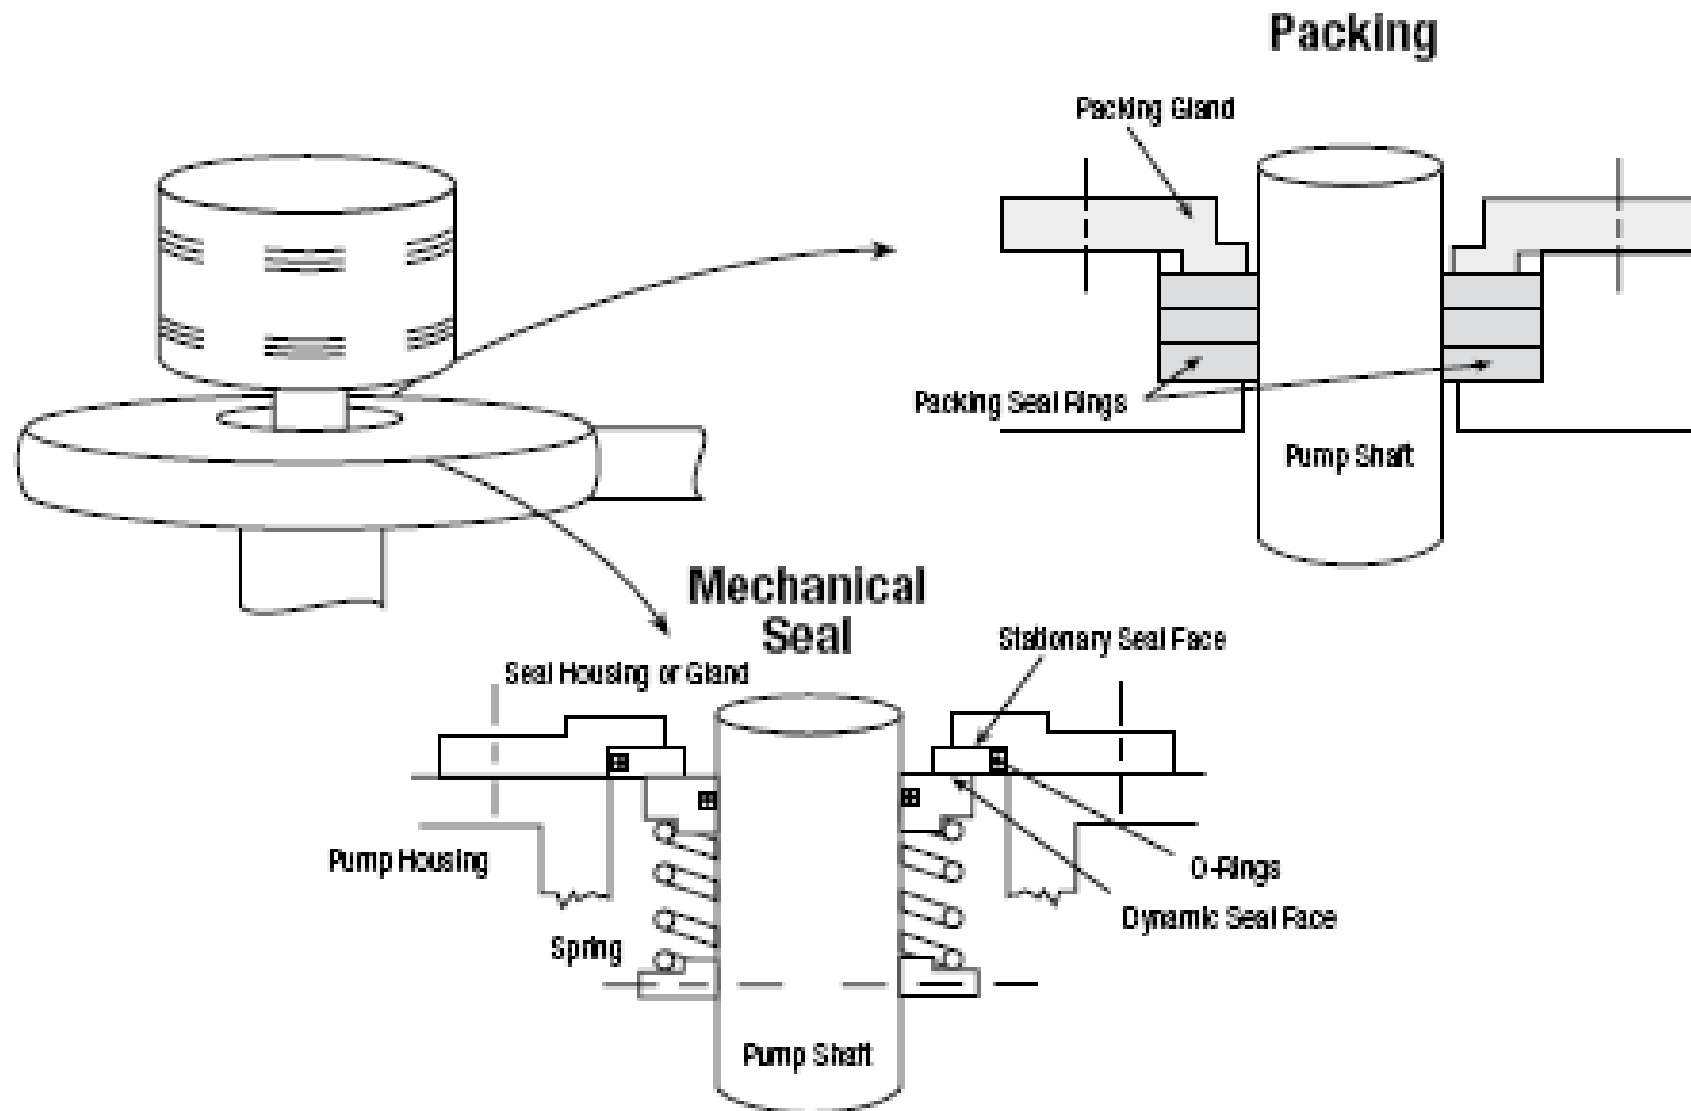 Packing
Packing Gland
Packing Seal Rings
Pump Shaft
Mechanical
Seal
Stationary Seal Face
Seal Housing or Gland
Pump Housing
O-Rings
Dynamic Seal Face
Spring
Pump Shaft